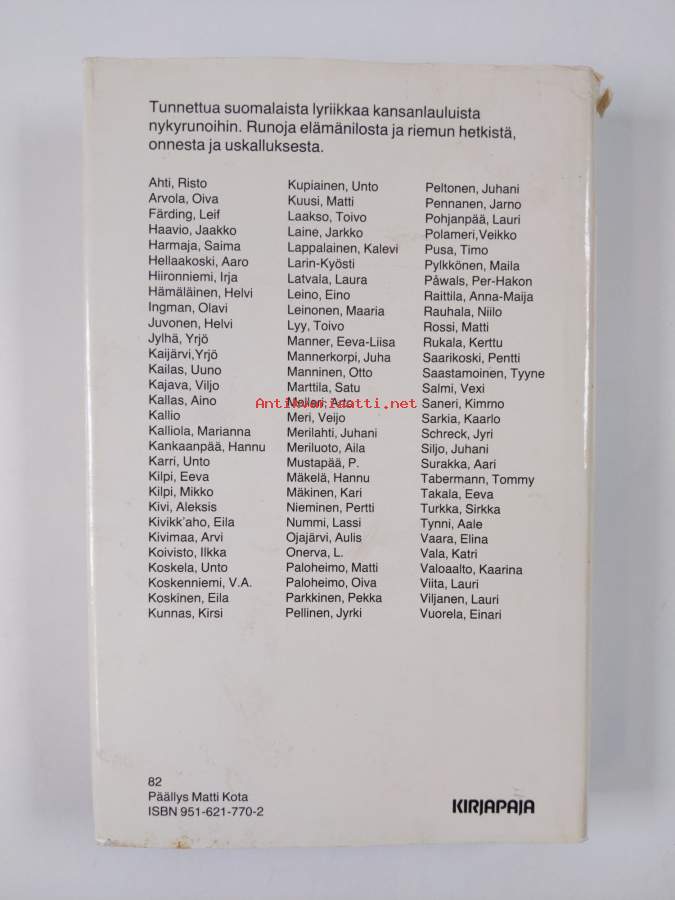 Tunnettua suomalaista lyriikkaa kansanlauluista
nykyrunoihin. Runoja elämänilosta ja riemun hetkistä,
onnesta ja uskalluksesta.
Ahti, Risto
Arvola, Oiva
Färding, Leif
Haavio, Jaakko
Harmaja, Saima
Hellaakoski, Aaro
Hiironniemi, Irja
Hämäläinen, Helvi
Ingman, Olavi
Juvonen, Helvi
Jylhä, Yrjö
Kaijärvi,Yrjö
Kailas, Uuno
Kajava, Viljo
Kallas, Aino
Kallio
Kalliola, Marianna
Kankaanpää, Hannu
Karri, Unto
Kilpi, Eeva
Kilpi, Mikko
Kivi, Aleksis
Kivikk'aho, Eila
Kivimaa, Arvi
Koivisto, Ilkka
Koskela, Unto
Koskenniemi, V.A.
Koskinen, Eila
Kunnas, Kirsi
Kupiainen, Unto
Kuusi, Matti
Laakso, Toivo
Laine, Jarkko
Lappalainen, Kalevi
Larin-Kyösti
Latvala, Laura
Leino, Eino
Leinonen, Maaria
Lyy, Toivo
Manner, Eeva-Liisa
Mannerkorpi, Juha
Manninen, Otto
Marttila, Satu
Mellari, Arto
Meri, Veijo
Merilahti, Juhani
Meriluoto, Aila
Mustapää, P.
Mäkelä, Hannu
Mäkinen, Kari
Nieminen, Pertti
Nummi, Lassi
Ojajärvi, Aulis
Onerva, L.
Paloheimo, Matti
Paloheimo, Oiva
Parkkinen, Pekka
Pellinen, Jyrki
Peltonen, Juhani
Pennanen, Jarno
Pohjanpää, Lauri
Polameri,Veikko
Pusa, Timo
Pylkkönen, Maila
Påwals, Per-Hakon
Raittila, Anna-Maija
Rauhala, Niilo
Rossi, Matti
Rukala, Kerttu
Saarikoski, Pentti
Saastamoinen, Tyyne
Salmi, Vexi
Saneri, Kimmo
Sarkia, Kaarlo
Schreck, Jyri
Siljo, Juhani
Surakka, Aari
Tabermann, Tommy
Takala, Eeva
Turkka, Sirkka
Tynni, Aale
Vaara, Elina
Vala, Katri
Valoaalto, Kaarina
Viita, Lauri
Viljanen, Lauri
Vuorela, Einari
Antikvariaatti.net
82
Päällys Matti Kota
ISBN 951-621-770-2
KIRJAPAJA